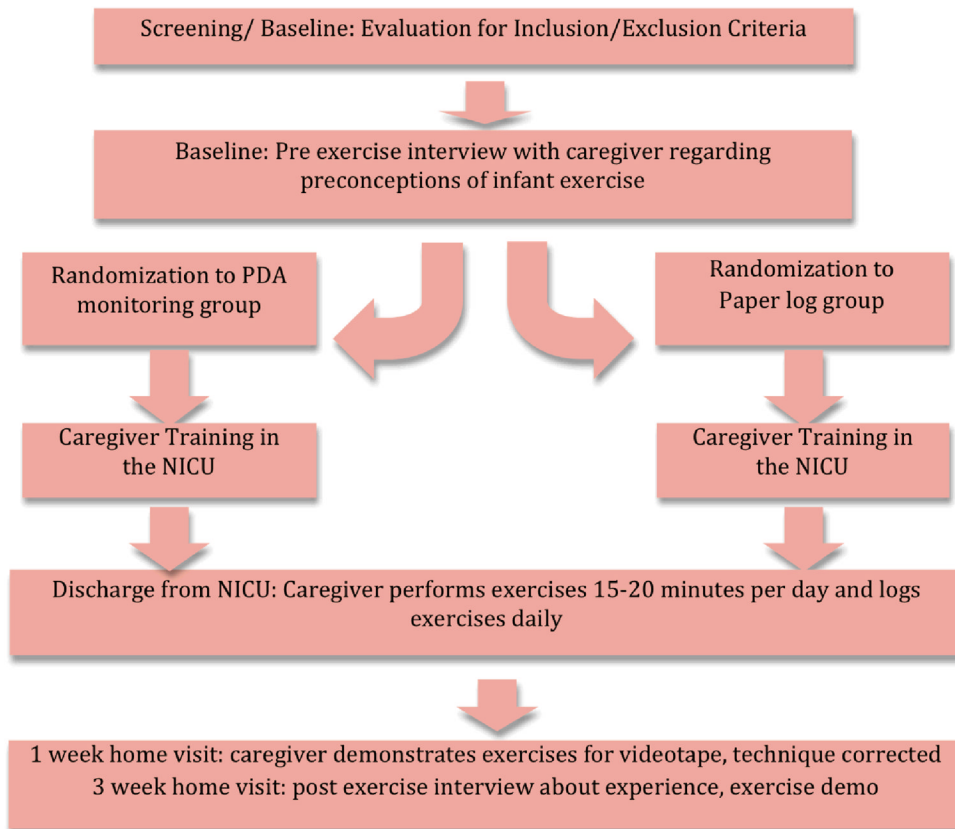 Screening/ Baseline: Evaluation for Inclusion/Exclusion Criteria
Baseline: Pre exercise interview with caregiver regarding
preconceptions of infant exercise
Randomization to PDA
monitoring group
Randomization to
Paper log group
Caregiver Training in
the NICU
Caregiver Training in
the NICU
Discharge from NICU: Caregiver performs exercises 15-20 minutes per day and logs
exercises daily
1 week home visit: caregiver demonstrates exercises for videotape, technique corrected
3 week home visit: post exercise interview about experience, exercise demo